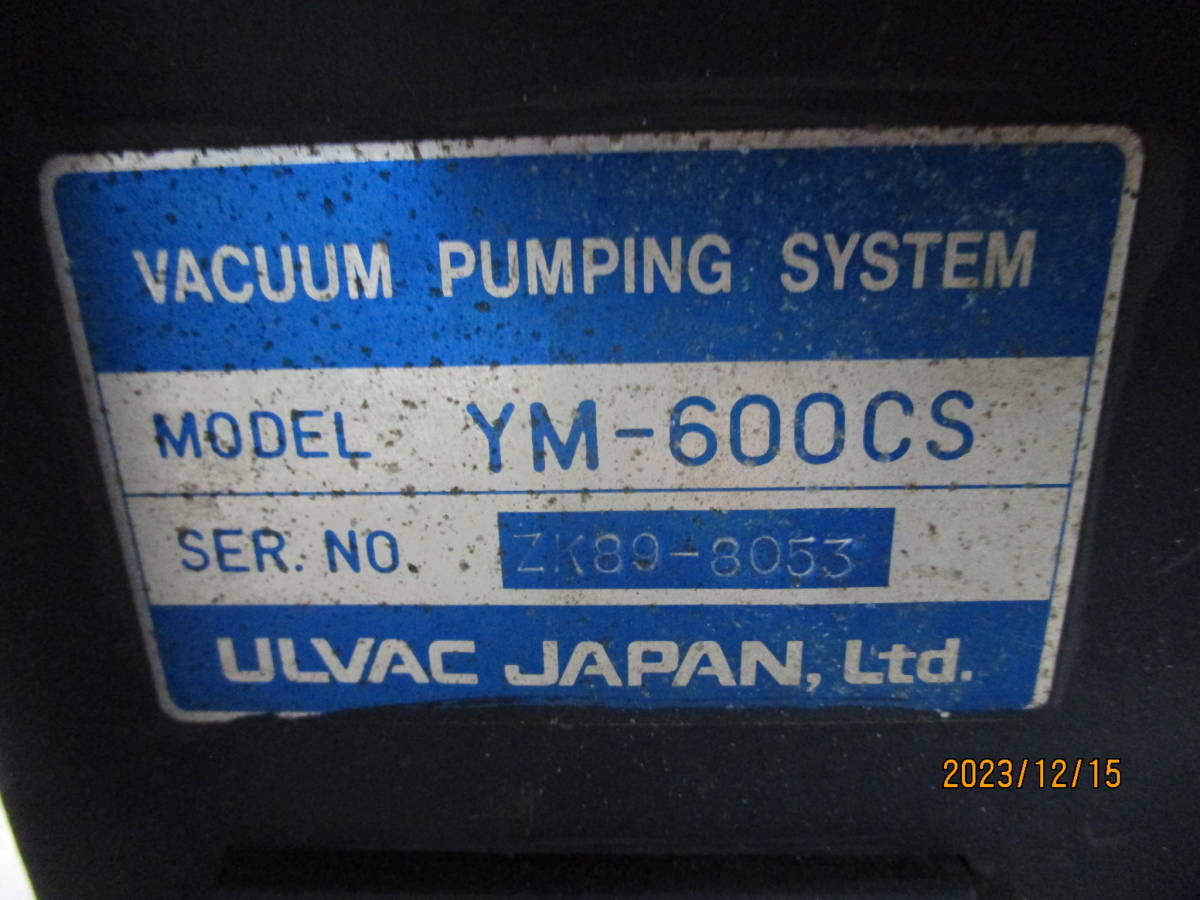 VACUUM PUMPING SYSTEM
MODEL YM-600CS
SER. NO ZK89-8053
ULVAC JAPAN, Ltd.
2023/12/15